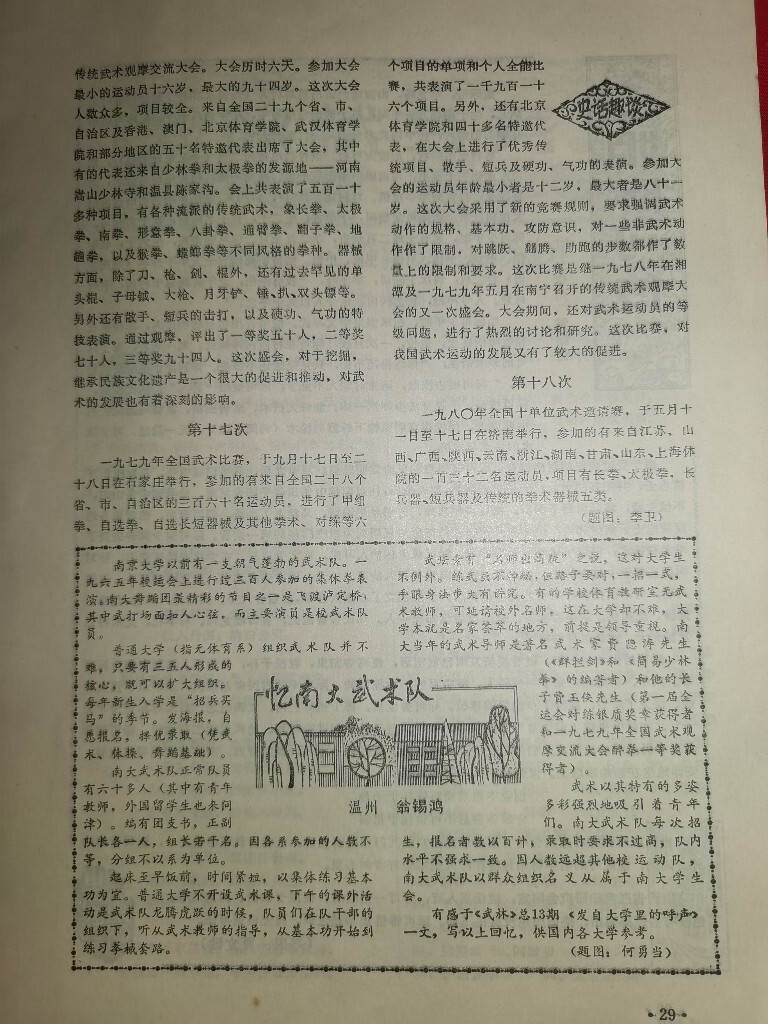 传统武术观摩交流大会。大会历时六天。参加大会
最小的运动员十六岁，最大的九十四岁。这次大会
人数众多，项目较全。来自全国二十九个省、市、
自治区及香港、澳门、北京体育学院、武汉体育学
院和部分地区的五十名特邀代表出席了大会，其中
有的代表还来自少林拳和太极拳的发源地——河南
嵩山少林寺和温县陈家沟。会上共表演了五百一十
多种项目，有各种流派的传统武术，象长拳、太极
拳、南拳、形意拳、八卦拳、通臂拳、翻子拳、地
趟拳，以及猴拳、螳螂拳等不同风格的拳种。器械
方面，除了刀、枪、剑、棍外，还有过去罕见的单
头棍、子母钺、大枪、月牙铲、锤、扒、双头镖等。
另外还有散手、短兵的击打，以及硬功、气功的特
技表演。通过观摩，评出了一等奖五十人，二等奖
七十人，三等奖九十四人。这次盛会，对于挖掘，
继承民族文化遗产是一个很大的促进和推动，对武
术的发展也有着深刻的影响。
第十七次
一九七九年全国武术比赛，于九月十七日至二
十八日在石家庄举行，参加的有来自全国二十八个
省、市、自治区的三百六十名运动员，进行了甲组
拳、自选拳、自选长短器械及其他拳术、对练等六
个项目的单项和个人全能比
赛，共表演了一千九百一十
六个项目。另外，还有北京
体育学院和四十多名特邀代
表，在大会上进行了优秀传
统项目、散手、短兵及硬功、气功的表演。参加大
会的运动员年龄最小者是十二岁，最大者是八十一
岁。这次大会采用了新的竞赛规则，要求强调武术
动作的规格、基本功、攻防意识，对一些非武术动
作作了限制，对跳跃、翻腾、助跑的步数都作了数
量上的限制和要求。这次比赛是继一九七八年在湘
潭及一九七九年五月在南宁召开的传统武术观摩大
会的又一次盛会。大会期间，还对武术运动员的等
级问题，进行了热烈的讨论和研究。这次比赛，对
我国武术运动的发展又有了较大的促进。
史话趣谈
第十八次
一九八〇年全国十单位武术邀请赛，于五月十
一日至十七日在济南举行，参加的有来自江苏、山
西、广西、陕西、云南、浙江、湖南、甘肃、山东、上海体
院的一百三十二名运动员，项目有长拳、太极拳、长
兵器、短兵器及传统的拳术器械五类。
（题图：李卫）
忆南大武术队
温州　翁锡鸿
南京大学以前有一支朝气蓬勃的武术队。一
九六五年校运会上进行过三百人参加的集体拳表
演。南大舞蹈团最精彩的节目之一是飞渡泸定桥，
其中武打场面扣人心弦，而主要演员是校武术队
员。
普通大学（指无体育系）组织武术队并不
难，只要有三五人形成的
核心，就可以扩大组织。
每年新生入学是“招兵买
马”的季节。发海报，自
愿报名，择优录取（凭武
术、体操、舞蹈基础）。
南大武术队正常队员
有六十多人（其中有青年
教师，外国留学生也来问
津）。编有团支书，正副
队长各一人，组长若干名。因各系参加的人数不
等，分组不以系为单位。
起床至早饭前，时间紧短，以集体练习基本
功为宜。普通大学不开设武术课，下午的课外活
动是武术队龙腾虎跃的时候，队员们在队干部的
组织下，听从武术教师的指导，从基本功开始到
练习拳械套路。
武坛素有“名师出高院”之说，这对大学生
不例外。练武虽不神秘，但路子要对，一招一式，
手眼身法步大有讲究。有的学校体育教研室无武
术教师，可延请校外名师，这在大学却不难，大
学本就是名家荟萃的地方，前提是领导重视。南
大当年的武术导师是著名武术家费隐涛先生
（《群拦剑》和《简易少林
拳》的编著者）和他的长
子费玉侠先生（第一届全
运会对练银质奖章获得者
和一九七九年全国武术观
摩交流大会醉拳一等奖获
得者）。
武术以其特有的多姿
多彩强烈地吸引着青年
们。南大武术队每次招
生，报名者数以百计，录取时要求不过高，队内
水平不强求一致。因人数远超其他校运动队，
南大武术队以群众组织名义从属于南大学生
会。
有感于《武林》总13期《发自大学里的呼声》
一文，写以上回忆，供国内各大学参考。
（题图：何勇当）
·29·